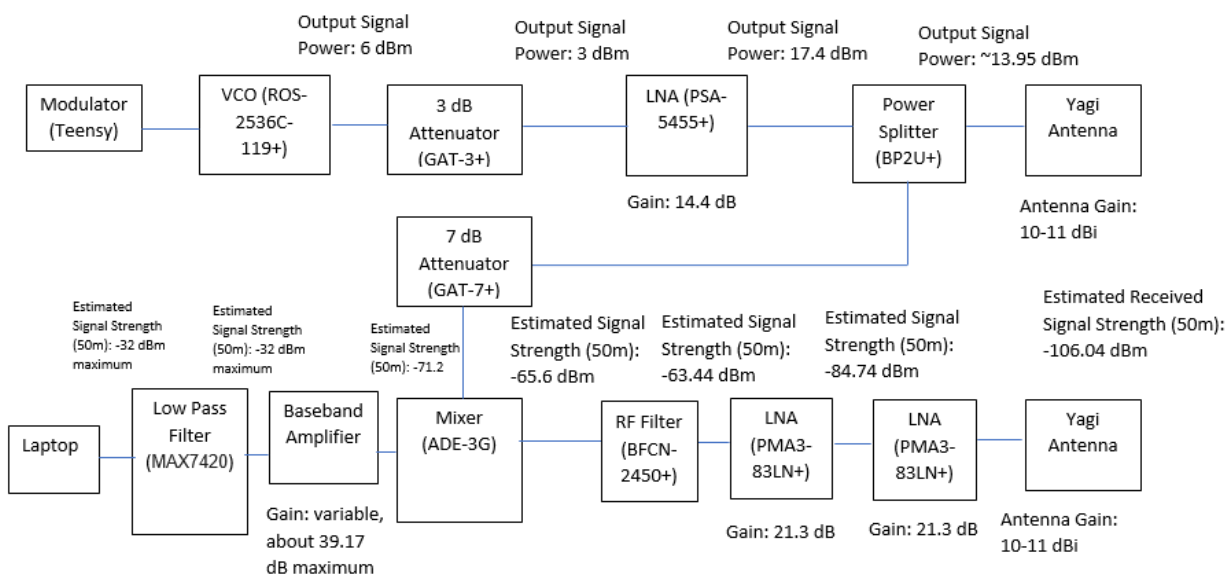 Output Signal
Power: 6 dBm
Output Signal
Power: 3 dBm
Output Signal
Power: 17.4 dBm
Output Signal
Power: ~13.95 dBm
Modulator
(Teensy)
VCO (ROS-
2536C-
119+)
3 dB
Attenuator
(GAT-3+)
LNA (PSA-
5455+)
Power
Splitter
(BP2U+)
Yagi
Antenna
Gain: 14.4 dB
Antenna Gain:
10-11 dBi
7 dB
Attenuator
(GAT-7+)
Estimated
Signal Strength
(50m): -32 dBm
maximum
Estimated
Signal Strength
(50m): -32 dBm
maximum
Estimated
Signal Strength
(50m): -71.2
Estimated Signal
Strength (50m):
-65.6 dBm
Estimated Signal
Strength (50m):
-63.44 dBm
Estimated Signal
Strength (50m):
-84.74 dBm
Estimated Received
Signal Strength (50m):
-106.04 dBm
Laptop
Low Pass
Filter
(MAX7420)
Baseband
Amplifier
Mixer
(ADE-3G)
RF Filter
(BFCN-
2450+)
LNA
(PMA3-
83LN+)
LNA
(PMA3-
83LN+)
Yagi
Antenna
Gain: variable,
about 39.17
dB maximum
Gain: 21.3 dB
Gain: 21.3 dB
Antenna Gain:
10-11 dBi